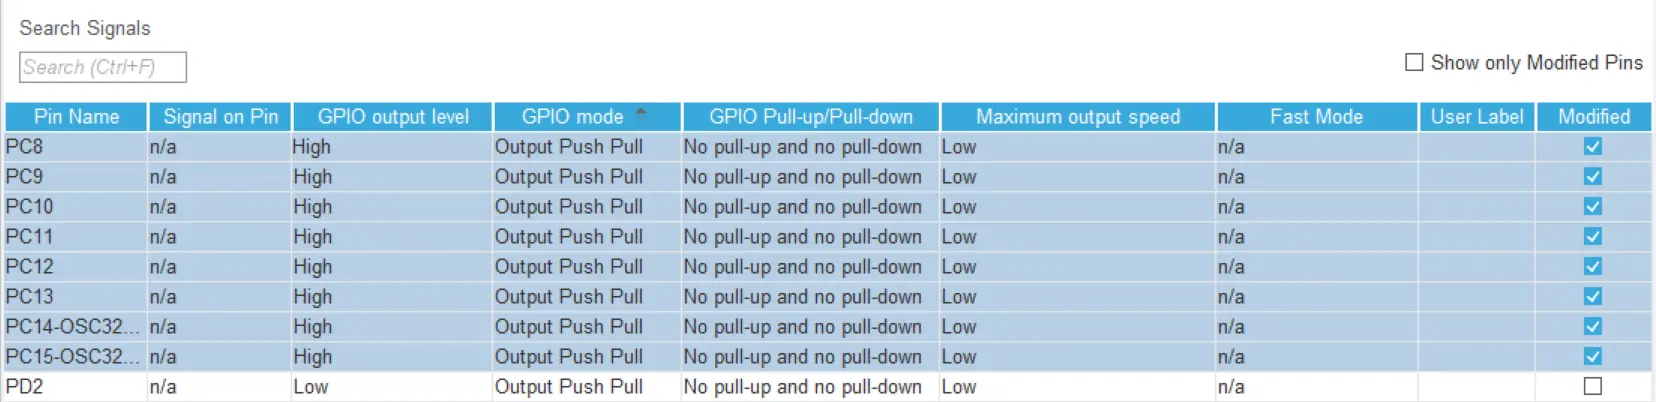 Search Signals
Search (Ctrl+F)
Show only Modified Pins
Pin Name Signal on Pin GPIO output level GPIO mode GPIO Pull-up/Pull-down Maximum output speed Fast Mode User Label Modified
PC8 n/a High Output Push Pull No pull-up and no pull-down Low n/a
PC9 n/a High Output Push Pull No pull-up and no pull-down Low n/a
PC10 n/a High Output Push Pull No pull-up and no pull-down Low n/a
PC11 n/a High Output Push Pull No pull-up and no pull-down Low n/a
PC12 n/a High Output Push Pull No pull-up and no pull-down Low n/a
PC13 n/a High Output Push Pull No pull-up and no pull-down Low n/a
PC14-OSC32... n/a High Output Push Pull No pull-up and no pull-down Low n/a
PC15-OSC32... n/a High Output Push Pull No pull-up and no pull-down Low n/a
PD2 n/a Low Output Push Pull No pull-up and no pull-down Low n/a